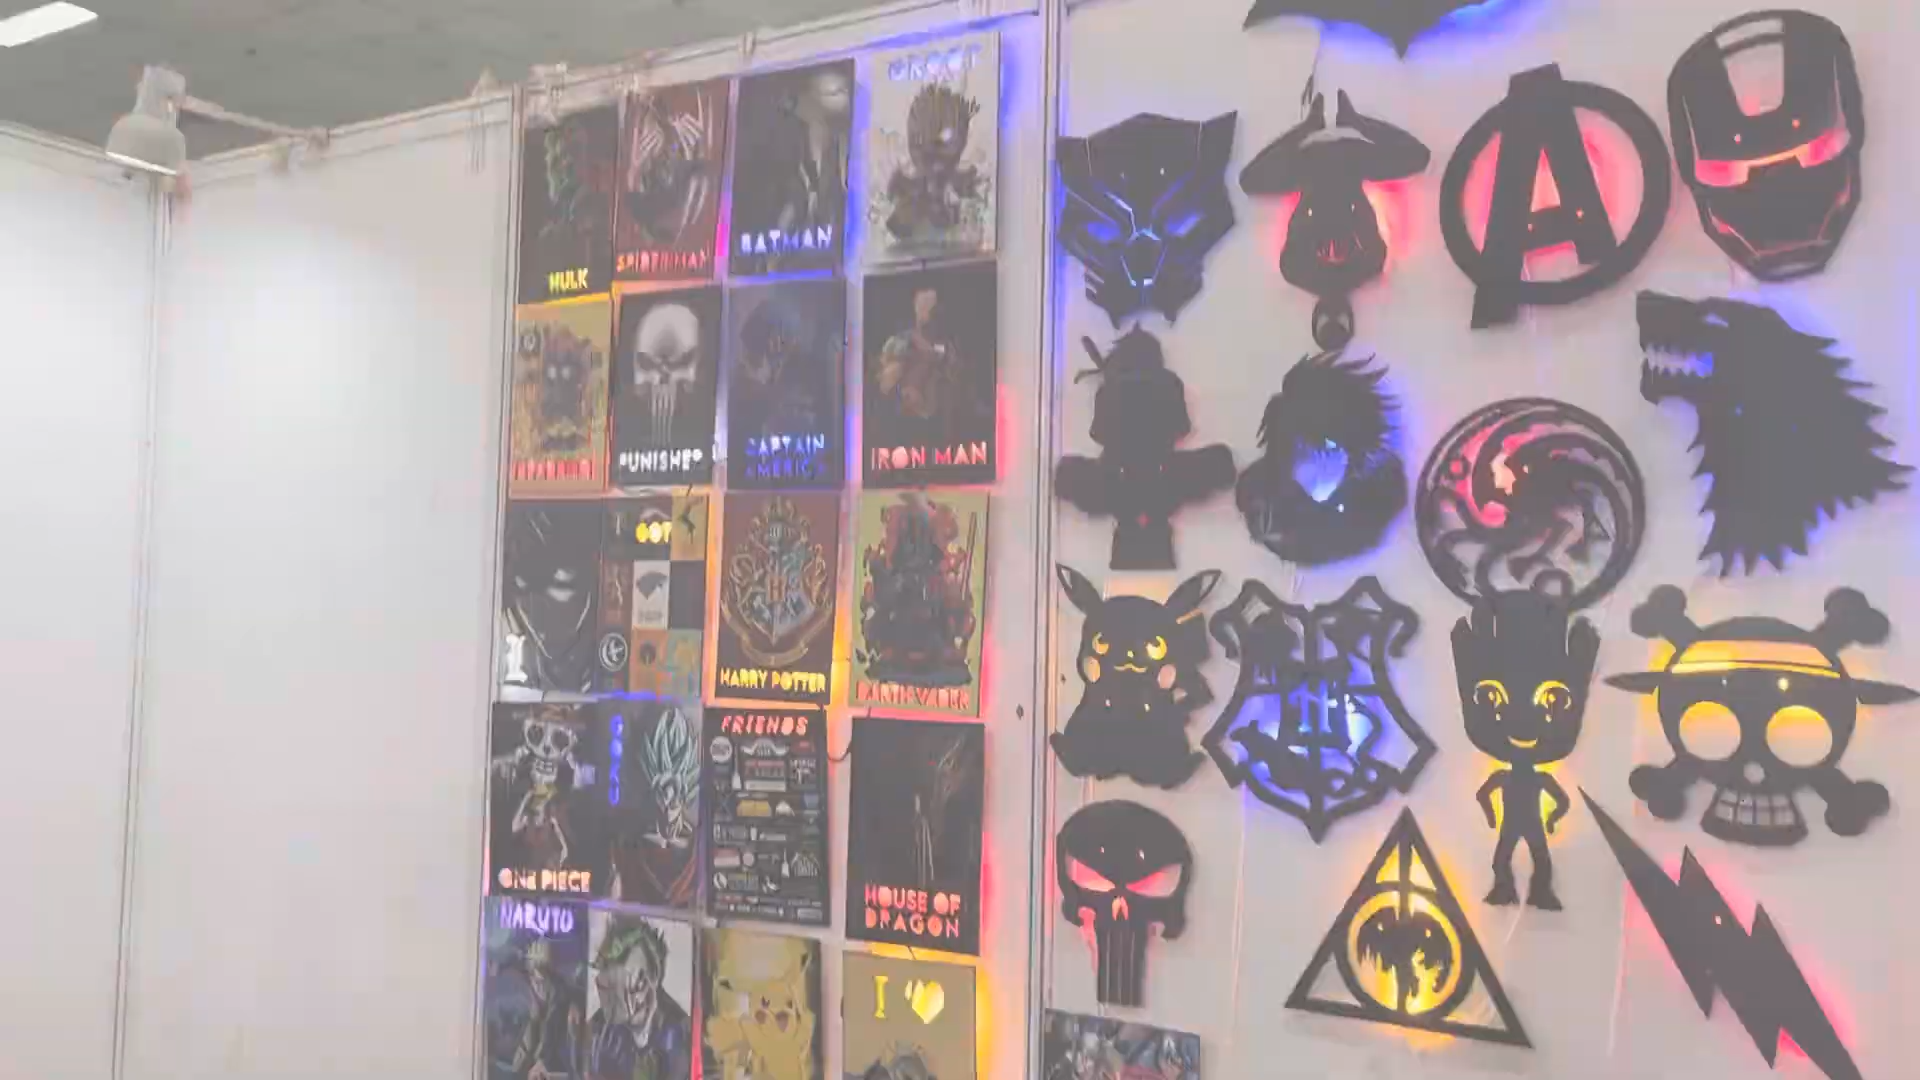 GROOT
HULK
SPIDERMAN
BATMAN
PUNISHER
CAPTAIN
AMERICA
IRON MAN
I
GOT
HARRY POTTER
DARTH VADER
ONE PIECE
GOKU
FRIENDS
HOUSE OF
DRAGON
NARUTO
I
A